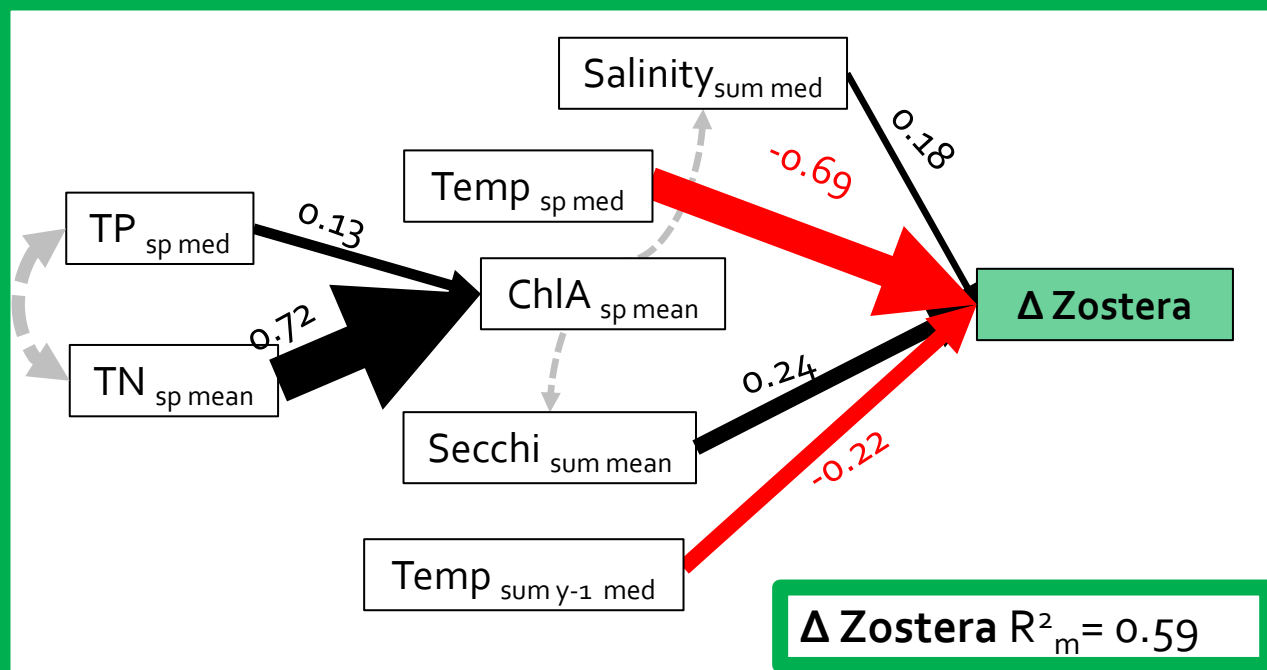 Salinity sum med
0.18
-0.69
Temp sp med
TP sp med
0.13
ChlA sp mean
Δ Zostera
0.72
TN sp mean
0.24
Secchi sum mean
-0.22
Temp sum y-1 med
Δ Zostera R²m= 0.59